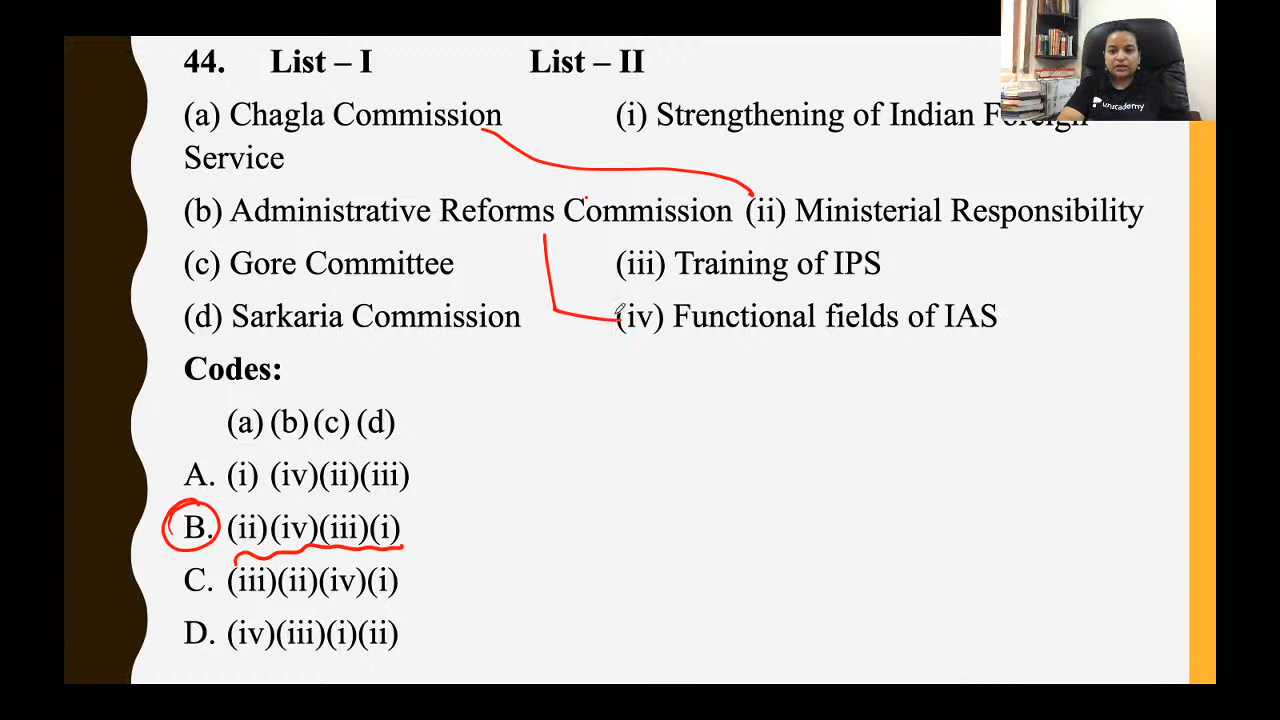 44. List – I List – II
(a) Chagla Commission (i) Strengthening of Indian Foreign
Service
(b) Administrative Reforms Commission (ii) Ministerial Responsibility
(c) Gore Committee (iii) Training of IPS
(d) Sarkaria Commission (iv) Functional fields of IAS
Codes:
(a) (b) (c) (d)
A. (i) (iv)(ii)(iii)
B. (ii)(iv)(iii)(i)
C. (iii)(ii)(iv)(i)
D. (iv)(iii)(i)(ii)
unacademy